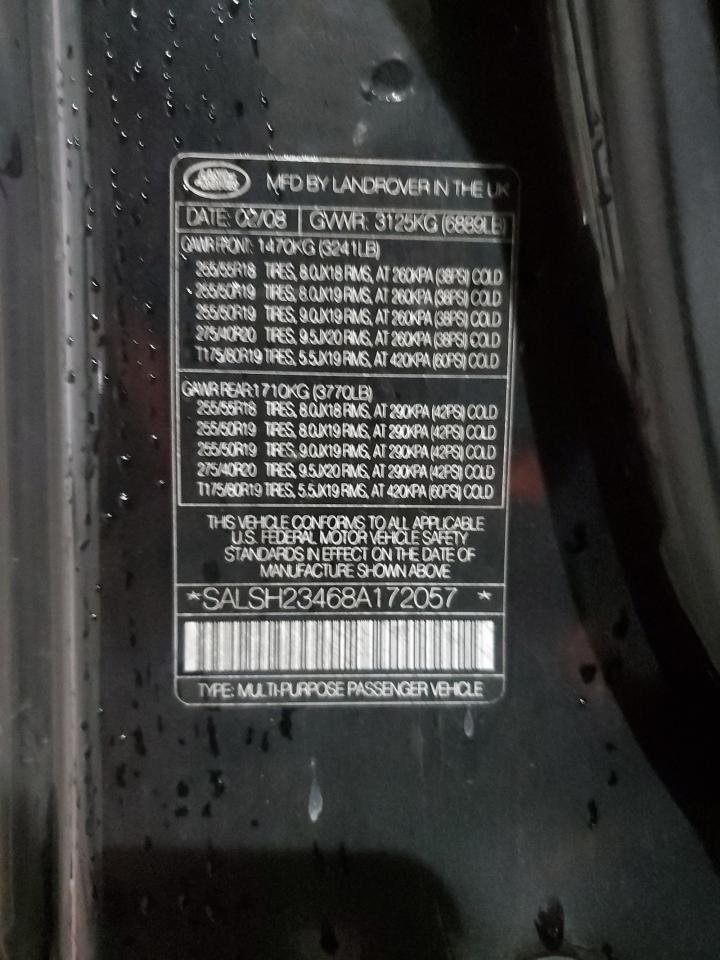 LAND ROVER
MFD BY LANDROVER IN THE UK
DATE: 02/08 GVWR: 3125KG (6889LB)
GAWR FRONT: 1470KG (3241LB)
255/55R18 TIRES, 8.0JX18 RIMS, AT 260KPA (38PSI) COLD
255/50R19 TIRES, 8.0JX19 RIMS, AT 260KPA (38PSI) COLD
255/50R19 TIRES, 9.0JX19 RIMS, AT 260KPA (38PSI) COLD
275/40R20 TIRES, 9.5JX20 RIMS, AT 260KPA (38PSI) COLD
T175/80R19 TIRES, 5.5JX19 RIMS, AT 420KPA (60PSI) COLD
GAWR REAR:1710KG (3770LB)
255/55R18 TIRES, 8.0JX18 RIMS, AT 290KPA (42PSI) COLD
255/50R19 TIRES, 8.0JX19 RIMS, AT 290KPA (42PSI) COLD
255/50R19 TIRES, 9.0JX19 RIMS, AT 290KPA (42PSI) COLD
275/40R20 TIRES, 9.5JX20 RIMS, AT 290KPA (42PSI) COLD
T175/80R19 TIRES, 5.5JX19 RIMS, AT 420KPA (60PSI) COLD
THIS VEHICLE CONFORMS TO ALL APPLICABLE
U.S. FEDERAL MOTOR VEHICLE SAFETY
STANDARDS IN EFFECT ON THE DATE OF
MANUFACTURE SHOWN ABOVE
*SALSH23468A172057 *
TYPE: MULTI-PURPOSE PASSENGER VEHICLE